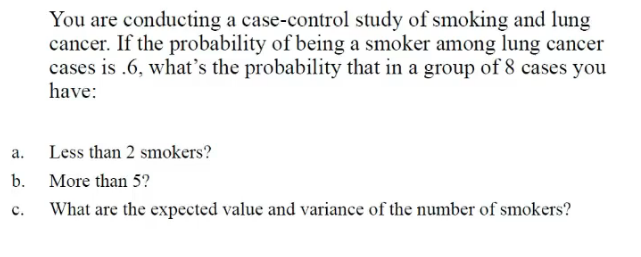 You are conducting a case-control study of smoking and lung
cancer. If the probability of being a smoker among lung cancer
cases is .6, what's the probability that in a group of 8 cases you
have:
a. Less than 2 smokers?
b. More than 5?
c. What are the expected value and variance of the number of smokers?